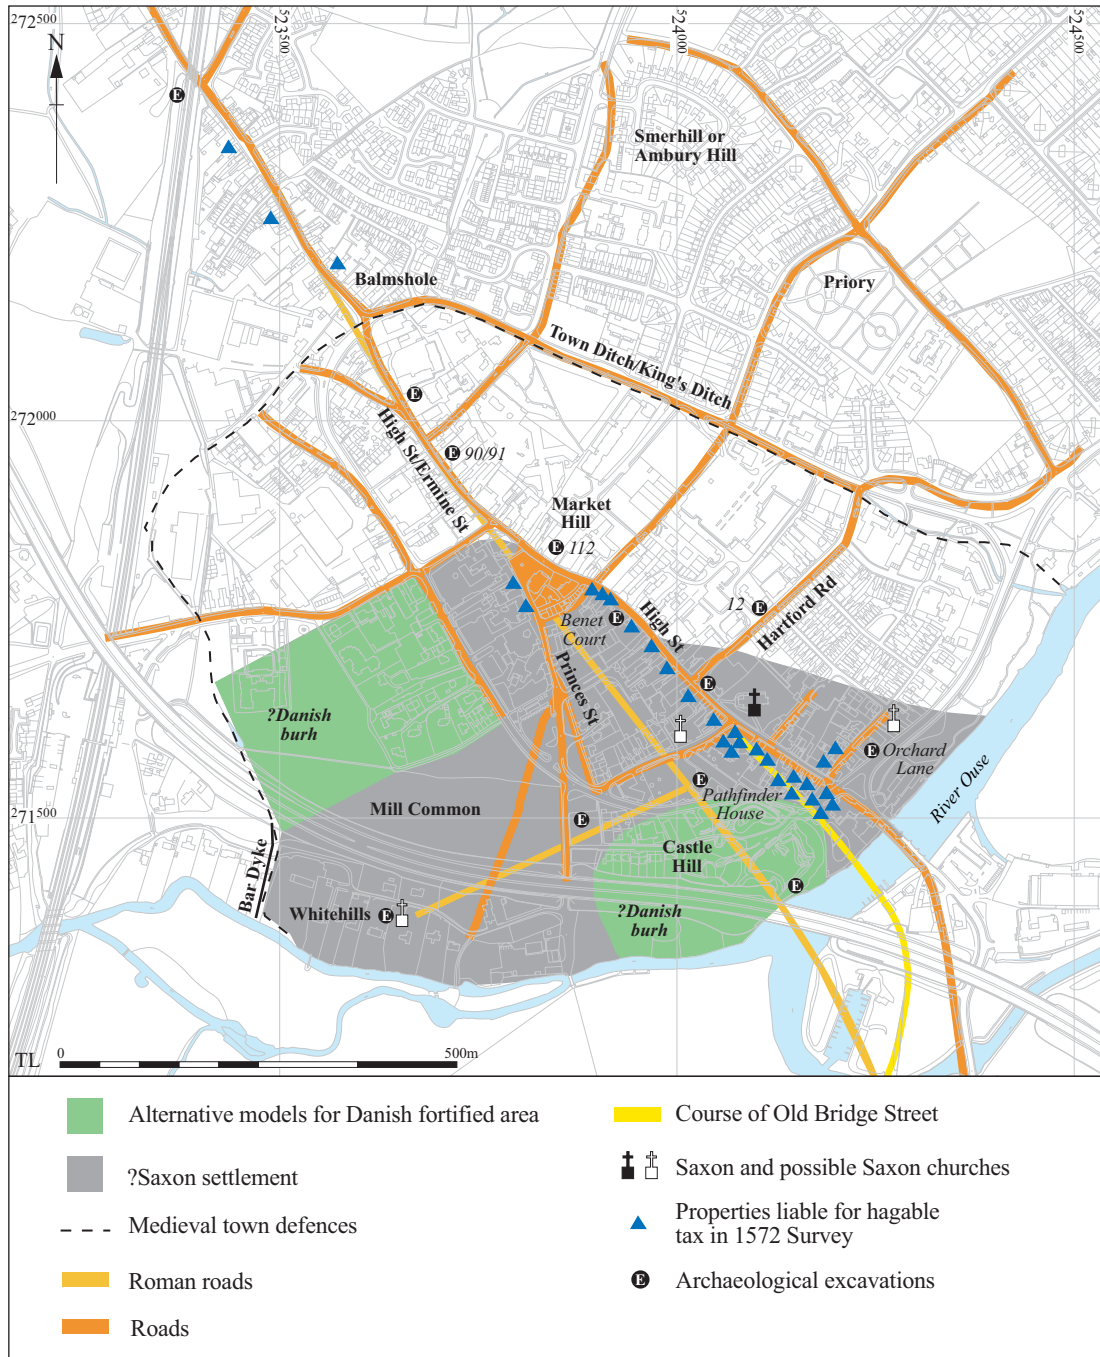 272500
523500
524000
524500
N
E
Smerhill or
Ambury Hill
Balmshole
Priory
Town Ditch/King's Ditch
272000
E
High St/Ermine St
E 90/91
Market
Hill
E 112
12 E
Hartford Rd
Benet
Court
E
High St
E
Princes St
?Danish
burh
E Orchard
Lane
River Ouse
271500
Mill Common
E
Pathfinder
House
E
Castle
Hill
Bar Dyke
E
Whitehills E
?Danish
burh
TL
0
500m
Alternative models for Danish fortified area
?Saxon settlement
Medieval town defences
Roman roads
Roads
Course of Old Bridge Street
Saxon and possible Saxon churches
Properties liable for hagable
tax in 1572 Survey
E Archaeological excavations